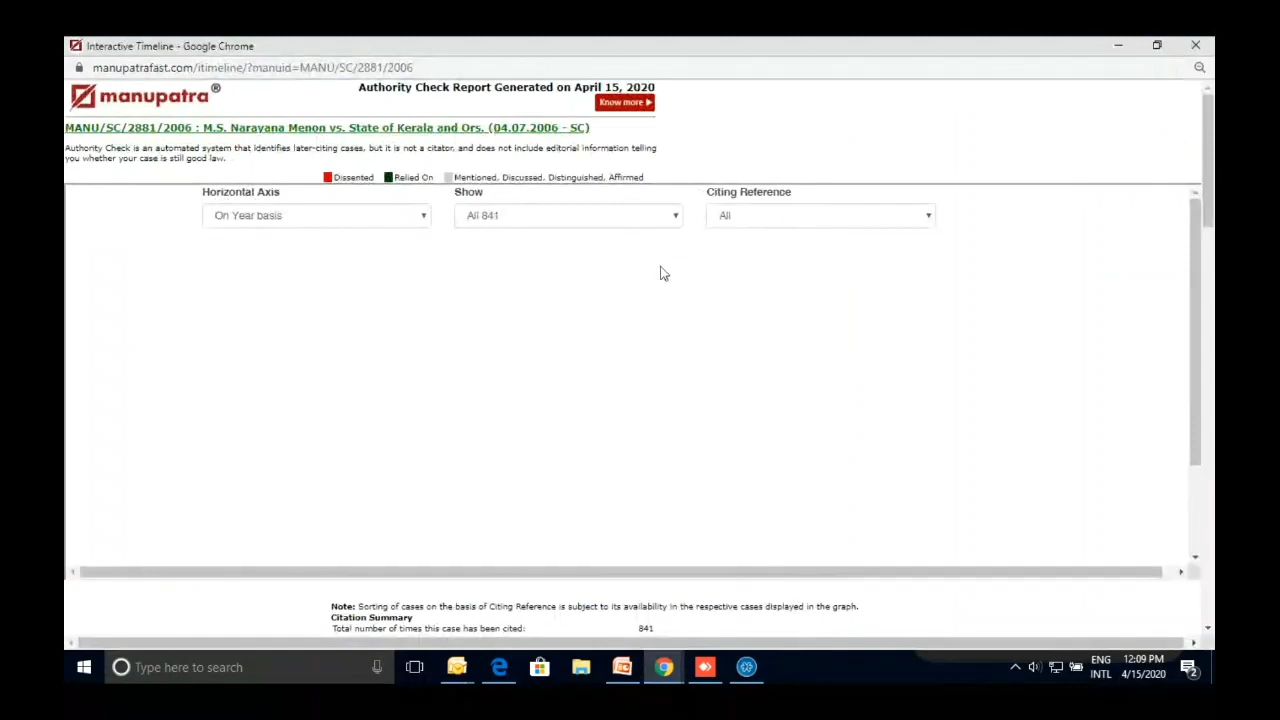 Interactive Timeline - Google Chrome
manupatrafast.com/itimeline/?manuid=MANU/SC/2881/2006
manupatra®
Authority Check Report Generated on April 15, 2020
Know more
MANU/SC/2881/2006 : M.S. Narayana Menon vs. State of Kerala and Ors. (04.07.2006 - SC)
Authority Check is an automated system that identifies later-citing cases, but it is not a citator, and does not include editorial information telling
you whether your case is still good law.
Dissented Relied On Mentioned, Discussed, Distinguished, Affirmed
Horizontal Axis Show Citing Reference
On Year basis All 841 All
Note: Sorting of cases on the basis of Citing Reference is subject to its availability in the respective cases displayed in the graph.
Citation Summary
Total number of times this case has been cited: 841
Type here to search
ENG 12:09 PM
INTL 4/15/2020 2